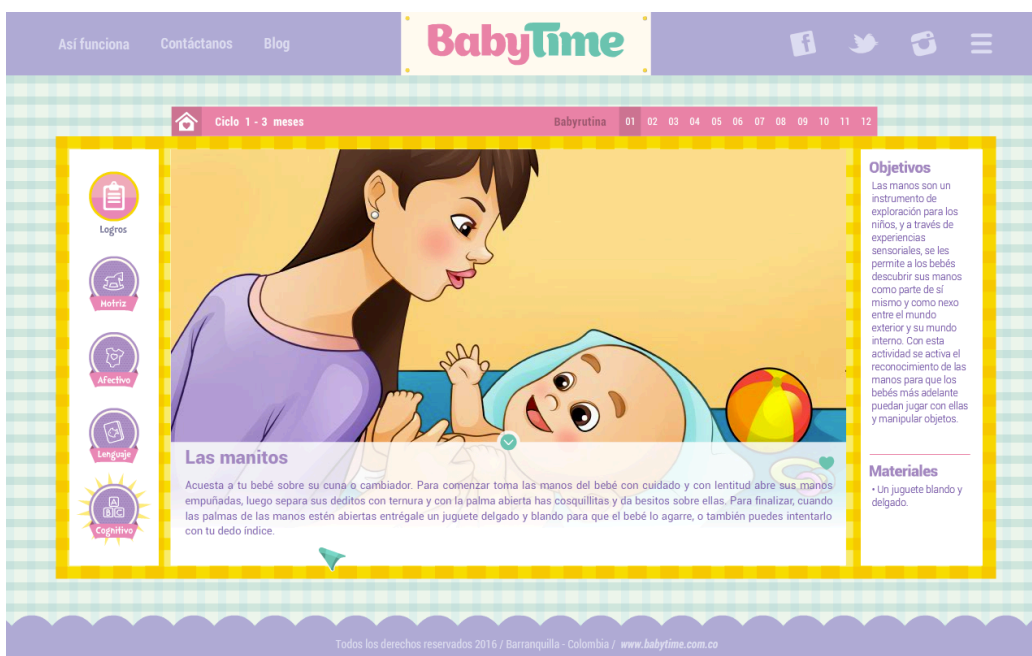 Así funciona Contáctanos Blog
BabyTime
Ciclo 1 - 3 meses
Babyrutina 01 02 03 04 05 06 07 08 09 10 11 12
Logros
Motriz
Afectivo
Lenguaje
Cognitivo
Las manitos
Acuesta a tu bebé sobre su cuna o cambiador. Para comenzar toma las manos del bebé con cuidado y con lentitud abre sus manos
empuñadas, luego separa sus deditos con ternura y con la palma abierta has cosquillitas y da besitos sobre ellas. Para finalizar, cuando
las palmas de las manos estén abiertas entrégale un juguete delgado y blando para que el bebé lo agarre, o también puedes intentarlo
con tu dedo índice.
Objetivos
Las manos son un
instrumento de
exploración para los
niños, y a través de
experiencias
sensoriales, se les
permite a los bebés
descubrir sus manos
como parte de sí
mismo y como nexo
entre el mundo
exterior y su mundo
interno. Con esta
actividad se activa el
reconocimiento de las
manos para que los
bebés más adelante
puedan jugar con ellas
y manipular objetos.
Materiales
• Un juguete blando y
delgado.
Todos los derechos reservados 2016 / Barranquilla - Colombia / www.babytime.com.co